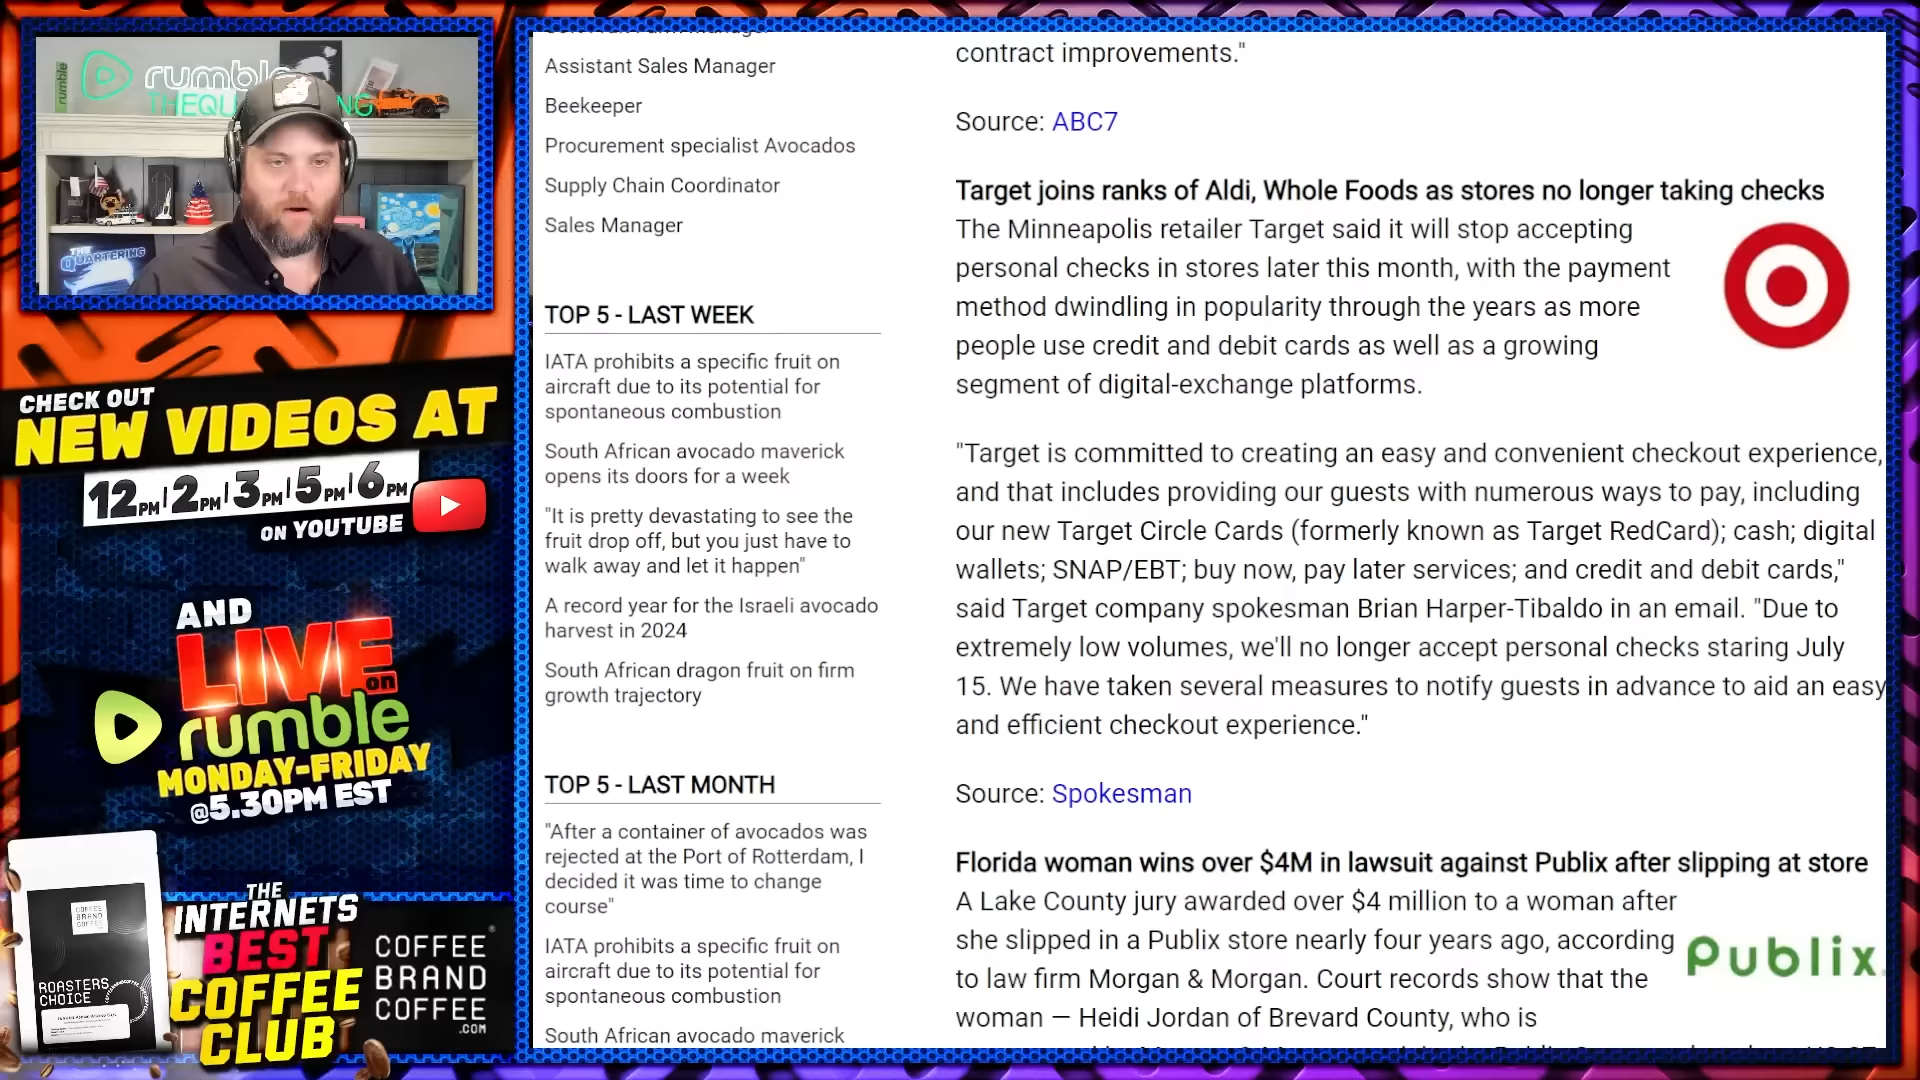 rumble
rumble
THEQU
NG
THE
QUARTERING
CHECK OUT
NEW VIDEOS AT
12PM | 2PM | 3PM | 5PM | 6PM
ON YOUTUBE
AND
LIVE
on
rumble
MONDAY-FRIDAY
@5.30PM EST
COFFEE
BRAND
COFFEE
ROASTERS
CHOICE
THE
INTERNETS
BEST
COFFEE
CLUB
COFFEE
BRAND
COFFEE
.COM
Assistant Sales Manager
Beekeeper
Procurement specialist Avocados
Supply Chain Coordinator
Sales Manager
TOP 5 - LAST WEEK
IATA prohibits a specific fruit on
aircraft due to its potential for
spontaneous combustion
South African avocado maverick
opens its doors for a week
"It is pretty devastating to see the
fruit drop off, but you just have to
walk away and let it happen"
A record year for the Israeli avocado
harvest in 2024
South African dragon fruit on firm
growth trajectory
TOP 5 - LAST MONTH
"After a container of avocados was
rejected at the Port of Rotterdam, I
decided it was time to change
course"
IATA prohibits a specific fruit on
aircraft due to its potential for
spontaneous combustion
South African avocado maverick
contract improvements."
Source: ABC7
Target joins ranks of Aldi, Whole Foods as stores no longer taking checks
The Minneapolis retailer Target said it will stop accepting
personal checks in stores later this month, with the payment
method dwindling in popularity through the years as more
people use credit and debit cards as well as a growing
segment of digital-exchange platforms.
"Target is committed to creating an easy and convenient checkout experience,
and that includes providing our guests with numerous ways to pay, including
our new Target Circle Cards (formerly known as Target RedCard); cash; digital
wallets; SNAP/EBT; buy now, pay later services; and credit and debit cards,"
said Target company spokesman Brian Harper-Tibaldo in an email. "Due to
extremely low volumes, we'll no longer accept personal checks staring July
15. We have taken several measures to notify guests in advance to aid an easy
and efficient checkout experience."
Source: Spokesman
Florida woman wins over $4M in lawsuit against Publix after slipping at store
A Lake County jury awarded over $4 million to a woman after
she slipped in a Publix store nearly four years ago, according
to law firm Morgan & Morgan. Court records show that the
woman — Heidi Jordan of Brevard County, who is
Publix